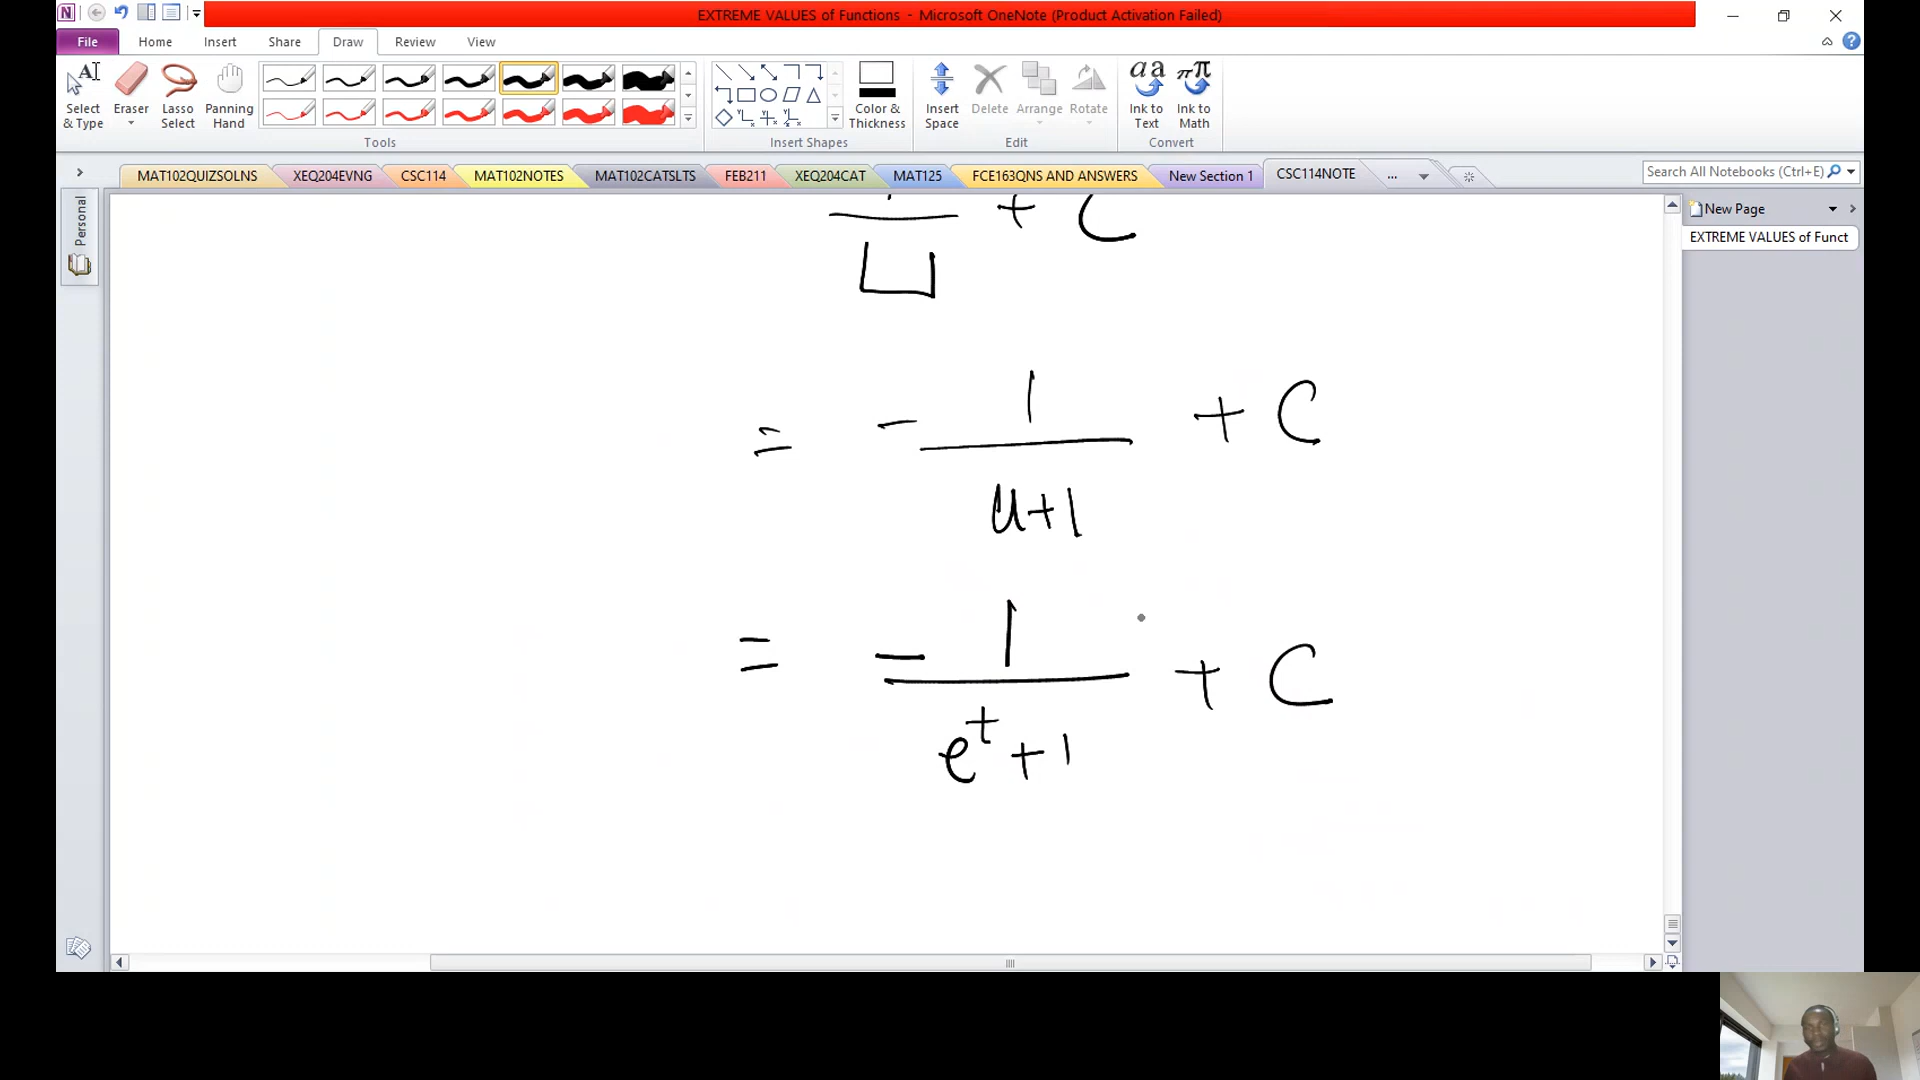 EXTREME VALUES of Functions - Microsoft OneNote (Product Activation Failed)
File Home Insert Share Draw Review View
Select & Type
Eraser
Lasso Select
Panning Hand
Color & Thickness
Insert Space
Delete
Arrange
Rotate
Ink to Text
Ink to Math
Tools
Insert Shapes
Edit
Convert
MAT102QUIZSOLNS XEQ204EVNG CSC114 MAT102NOTES MAT102CATSLTS FEB211 XEQ204CAT MAT125 FCE163QNS AND ANSWERS New Section 1 CSC114NOTE ...
Search All Notebooks (Ctrl+E)
Personal
New Page
EXTREME VALUES of Funct
+ C
= - 1/(u+1) + C
= - 1/(e^t + 1) + C